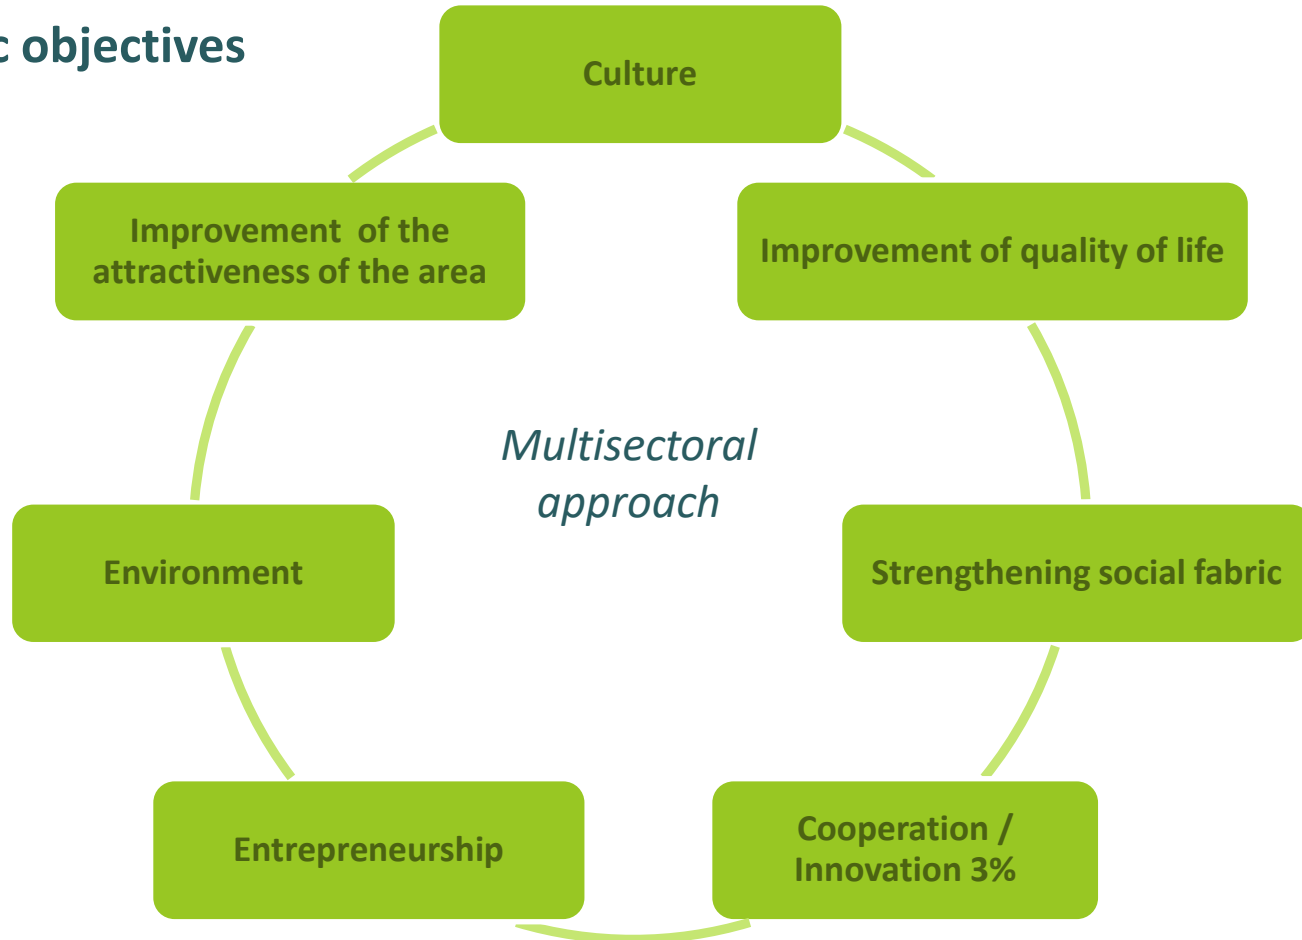 c objectives
Culture
Improvement of the
attractiveness of the area
Improvement of quality of life
Multisectoral
approach
Environment
Strengthening social fabric
Entrepreneurship
Cooperation /
Innovation 3%